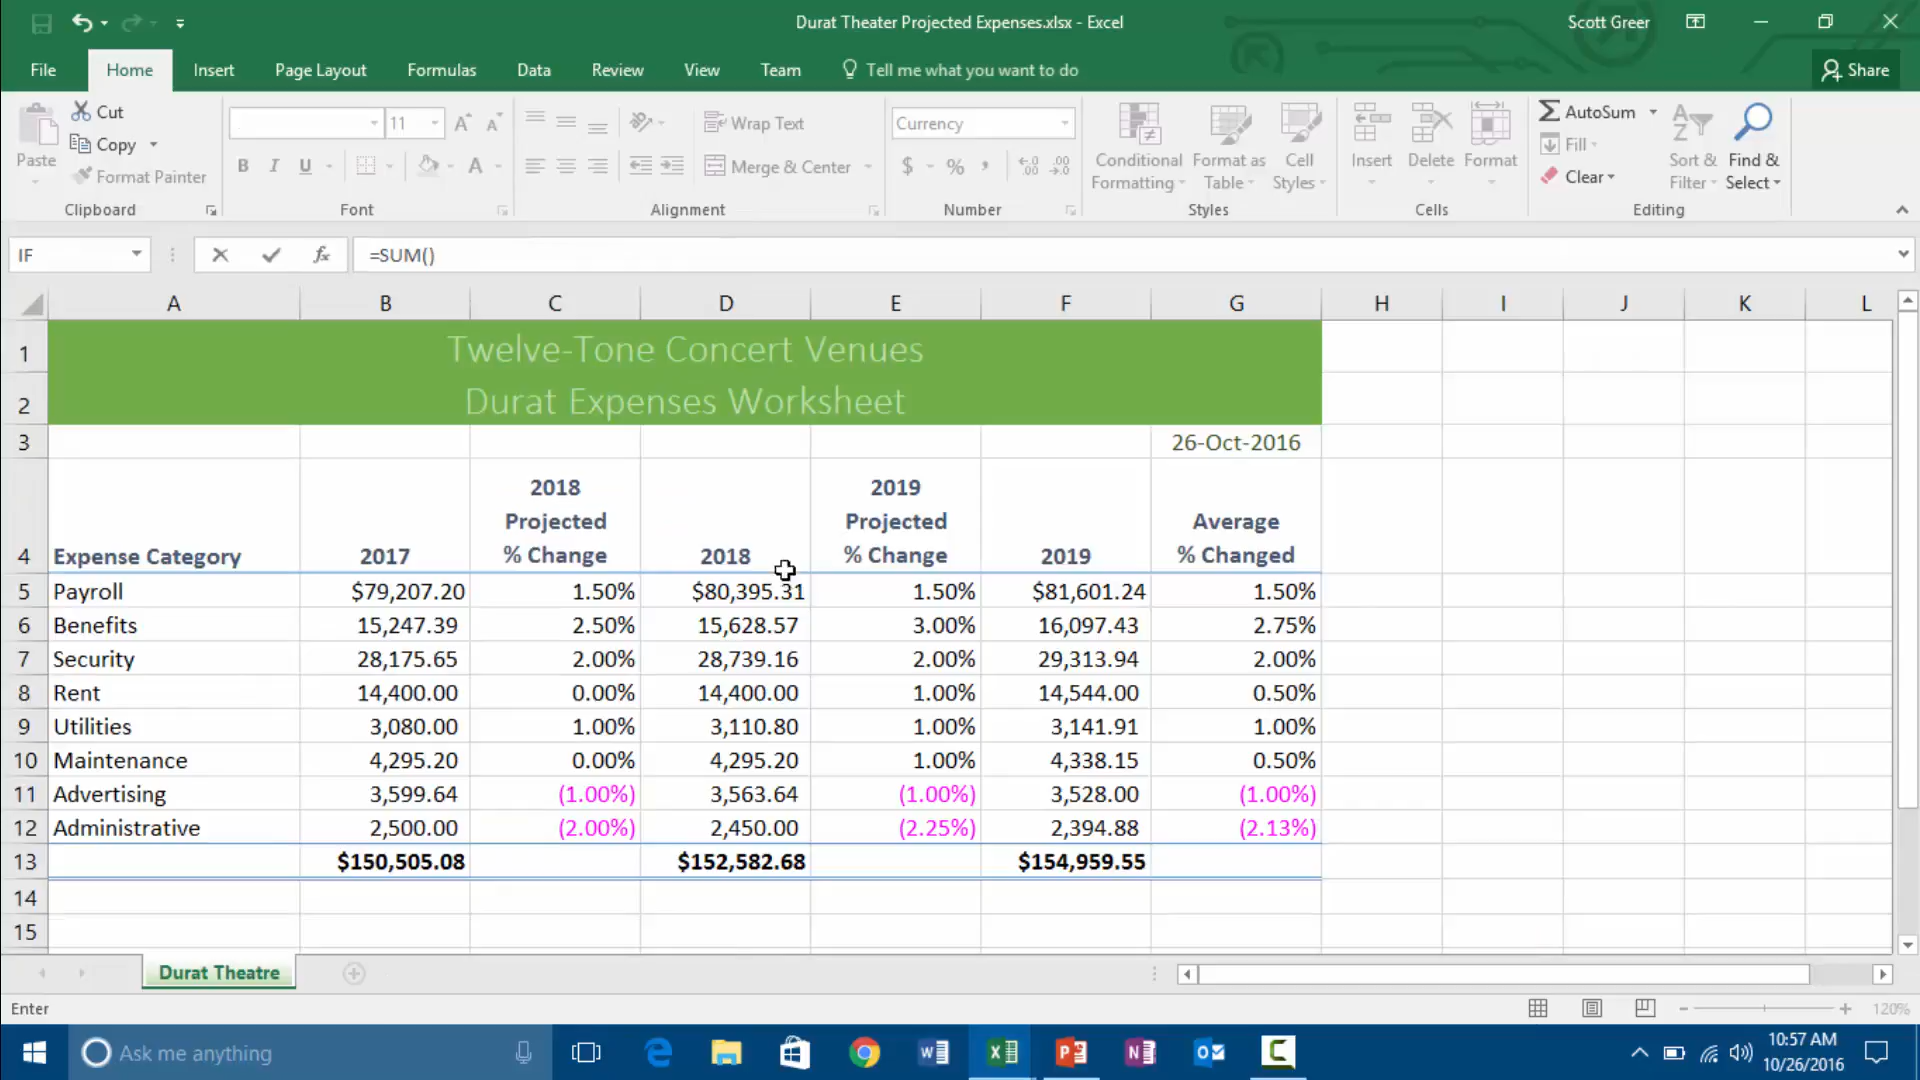 Durat Theater Projected Expenses.xlsx - Excel
Scott Greer
File Home Insert Page Layout Formulas Data Review View Team Tell me what you want to do Share
Paste
Cut
Copy
Format Painter
Clipboard
11
B I U A
Font
Wrap Text
Merge & Center
Alignment
Currency
$ % ,
Number
Conditional Formatting
Format as Table
Cell Styles
Styles
Insert
Delete
Format
Cells
AutoSum
Fill
Clear
Sort & Filter
Find & Select
Editing
IF =SUM()
A B C D E F G H I J K L
1 Twelve-Tone Concert Venues
2 Durat Expenses Worksheet
3 26-Oct-2016
4 Expense Category 2017 2018 Projected % Change 2018 2019 Projected % Change 2019 Average % Changed
5 Payroll $79,207.20 1.50% $80,395.31 1.50% $81,601.24 1.50%
6 Benefits 15,247.39 2.50% 15,628.57 3.00% 16,097.43 2.75%
7 Security 28,175.65 2.00% 28,739.16 2.00% 29,313.94 2.00%
8 Rent 14,400.00 0.00% 14,400.00 1.00% 14,544.00 0.50%
9 Utilities 3,080.00 1.00% 3,110.80 1.00% 3,141.91 1.00%
10 Maintenance 4,295.20 0.00% 4,295.20 1.00% 4,338.15 0.50%
11 Advertising 3,599.64 (1.00%) 3,563.64 (1.00%) 3,528.00 (1.00%)
12 Administrative 2,500.00 (2.00%) 2,450.00 (2.25%) 2,394.88 (2.13%)
13 $150,505.08 $152,582.68 $154,959.55
14
15
Durat Theatre
Enter
120%
Ask me anything
10:57 AM
10/26/2016